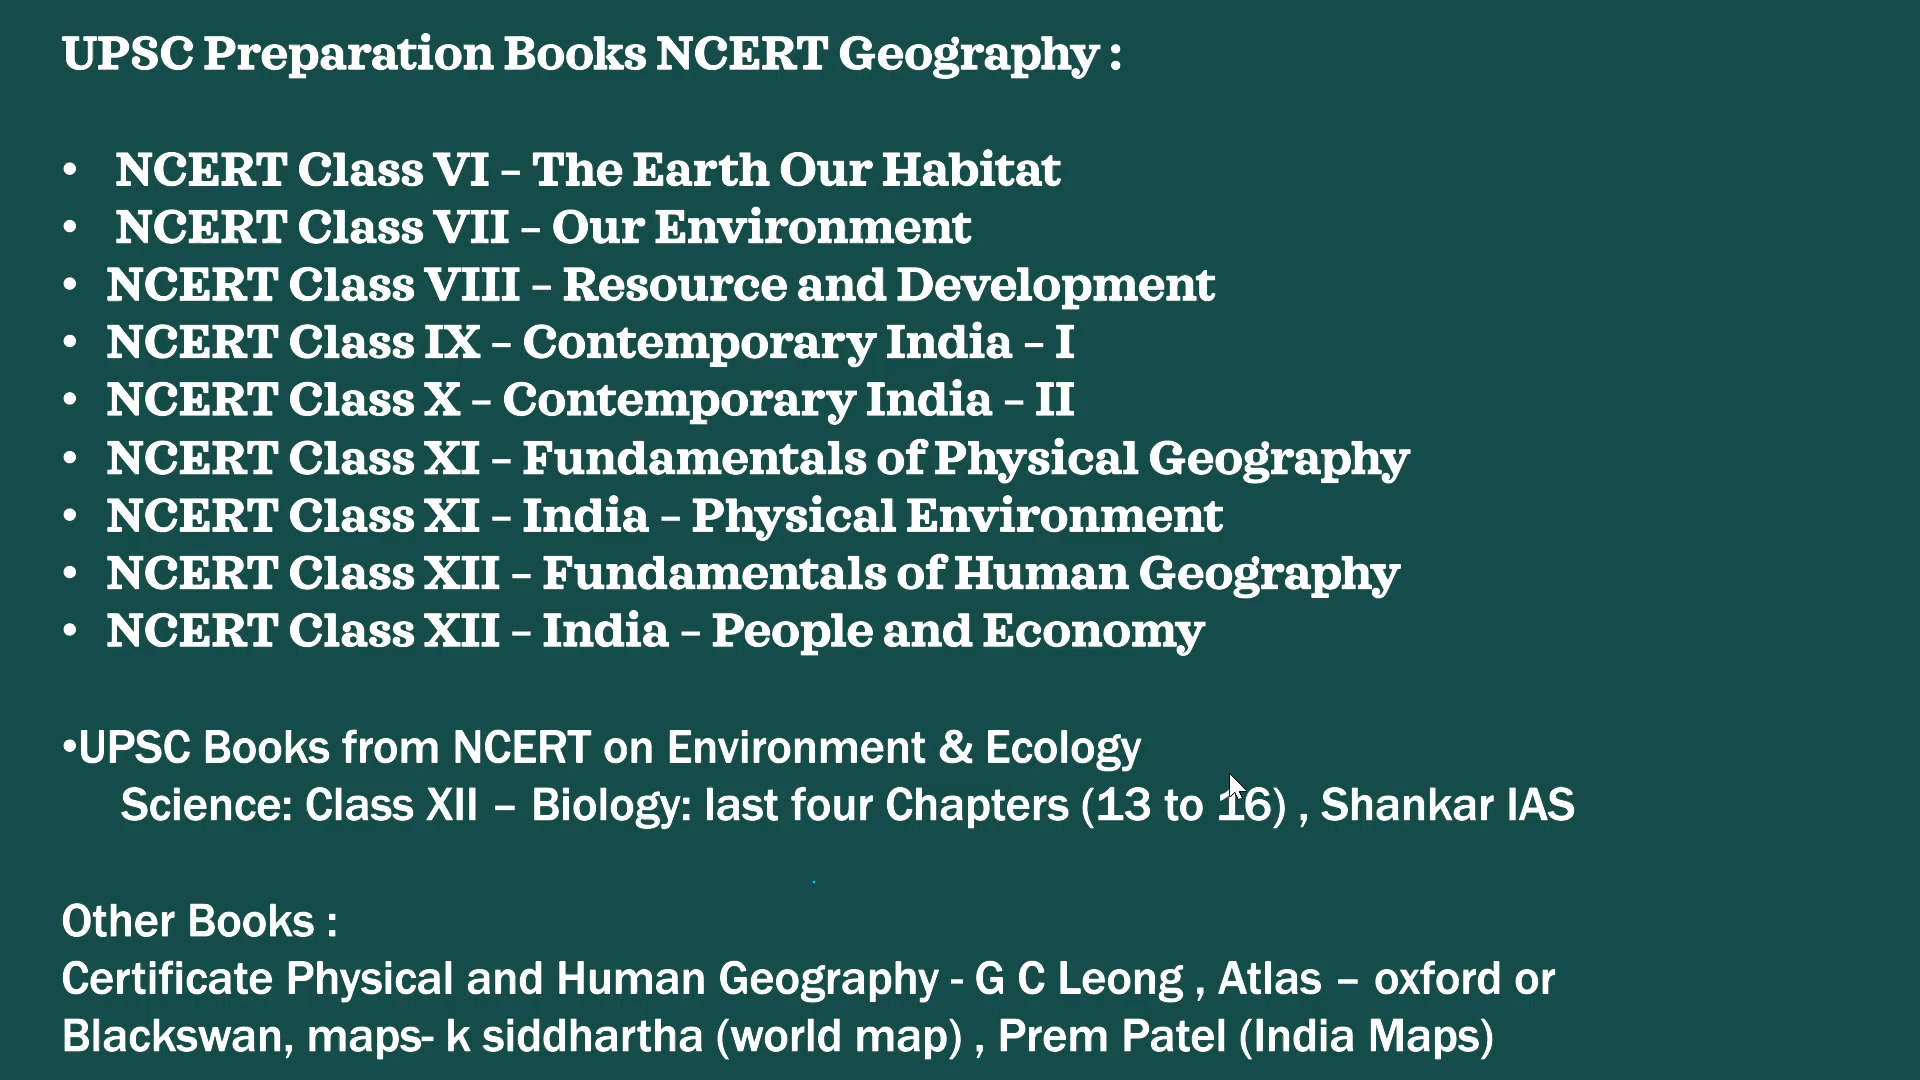 UPSC Preparation Books NCERT Geography :
• NCERT Class VI – The Earth Our Habitat
• NCERT Class VII – Our Environment
• NCERT Class VIII – Resource and Development
• NCERT Class IX – Contemporary India – I
• NCERT Class X – Contemporary India – II
• NCERT Class XI – Fundamentals of Physical Geography
• NCERT Class XI – India – Physical Environment
• NCERT Class XII – Fundamentals of Human Geography
• NCERT Class XII – India – People and Economy
•UPSC Books from NCERT on Environment & Ecology
Science: Class XII – Biology: last four Chapters (13 to 16) , Shankar IAS
Other Books :
Certificate Physical and Human Geography - G C Leong , Atlas – oxford or
Blackswan, maps- k siddhartha (world map) , Prem Patel (India Maps)